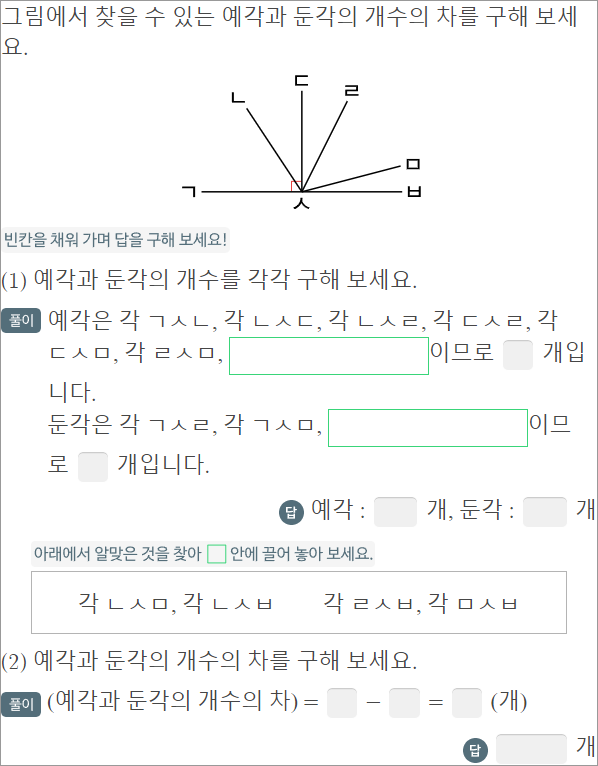 그림에서 찾을 수 있는 예각과 둔각의 개수의 차를 구해 보세
요.
ㄴ ㄷ ㄹ
ㅁ
ㄱ ㅅ ㅂ
빈칸을 채워 가며 답을 구해 보세요!
(1) 예각과 둔각의 개수를 각각 구해 보세요.
풀이 예각은 각 ㄱㅅㄴ, 각 ㄴㅅㄷ, 각 ㄴㅅㄹ, 각 ㄷㅅㄹ, 각
ㄷㅅㅁ, 각 ㄹㅅㅁ, 이므로 개입
니다.
둔각은 각 ㄱㅅㄹ, 각 ㄱㅅㅁ, 이므
로 개입니다.
답 예각 : 개, 둔각 : 개
아래에서 알맞은 것을 찾아 안에 끌어 놓아 보세요.
각 ㄴㅅㅁ, 각 ㄴㅅㅂ 각 ㄹㅅㅂ, 각 ㅁㅅㅂ
(2) 예각과 둔각의 개수의 차를 구해 보세요.
풀이 (예각과 둔각의 개수의 차) = − = (개)
답 개